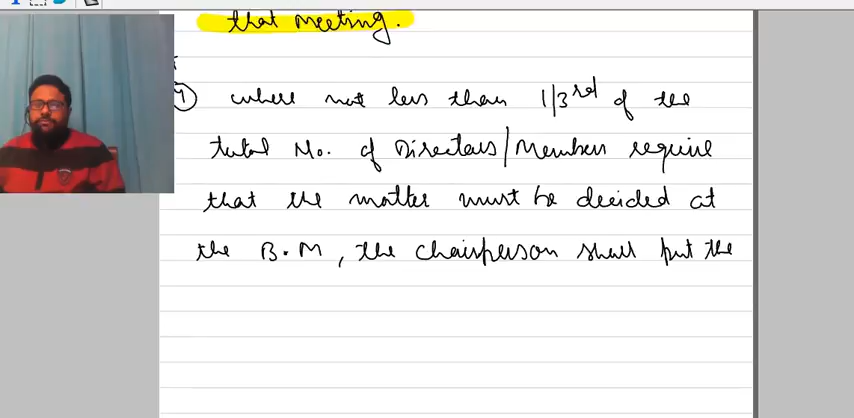 that meeting.
where not less than 1/3rd of the
total No. of Directors/Members require
that the matter must be decided at
the B.M, the chairperson shall put the